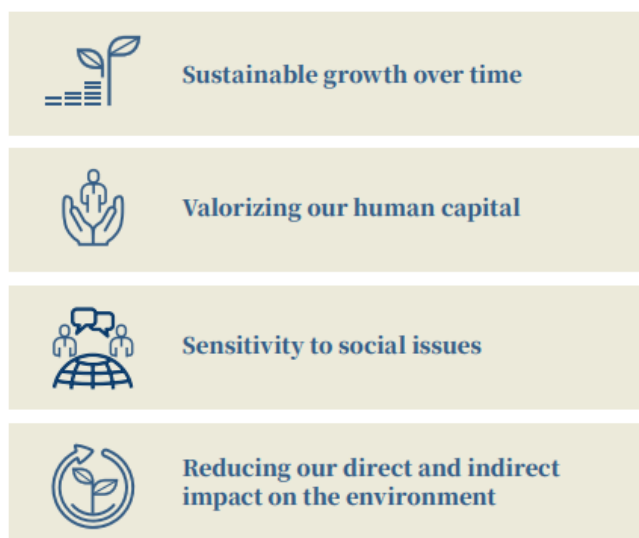 Sustainable growth over time
Valorizing our human capital
Sensitivity to social issues
Reducing our direct and indirect
impact on the environment